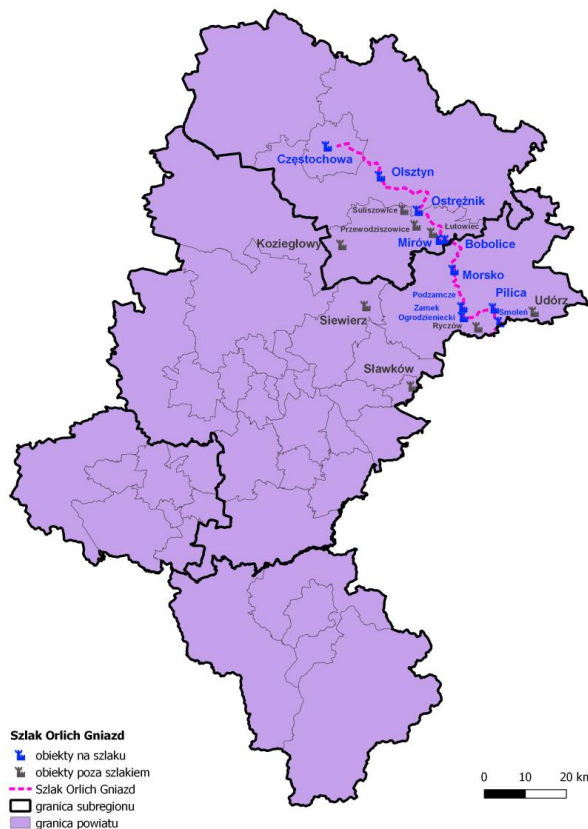 Częstochowa
Olsztyn
Ostrężnik
Suliszowice
Przewodziszowice
Lutowiec
Koziegłowy
Mirów
Bobolice
Morsko
Pilica
Podzamcze
Udórz
Zamek
Ogrodzieniecki
Smoleń
Siewierz
Ryczów
Sławków
Szlak Orlich Gniazd
obiekty na szlaku
obiekty poza szlakiem
Szlak Orlich Gniazd
granica subregionu
granica powiatu
0 10 20 km